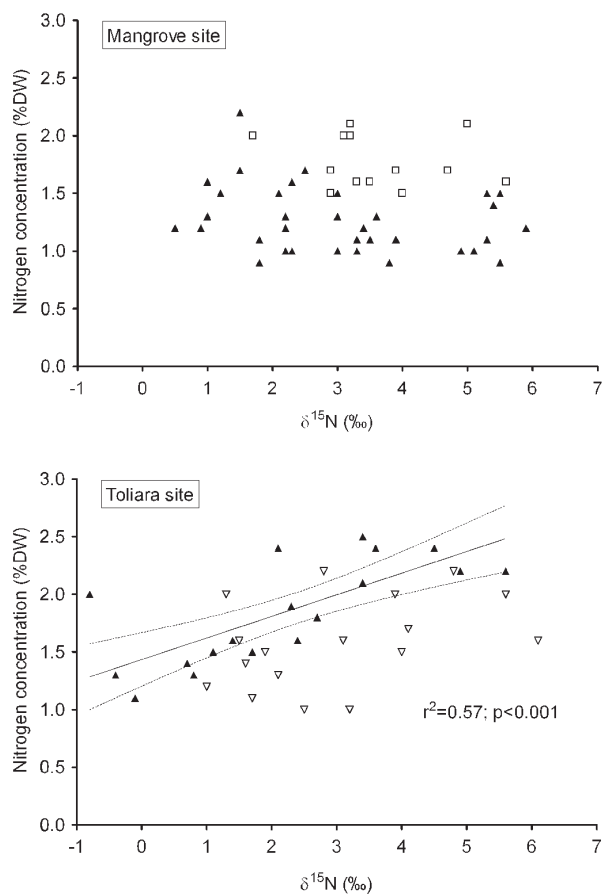 Mangrove site
Nitrogen concentration (%DW)
3.0
2.5
2.0
1.5
1.0
0.5
0.0
-1 0 1 2 3 4 5 6 7
δ¹⁵N (‰)
Toliara site
Nitrogen concentration (%DW)
3.0
2.5
2.0
1.5
1.0
0.5
0.0
r²=0.57; p<0.001
-1 0 1 2 3 4 5 6 7
δ¹⁵N (‰)